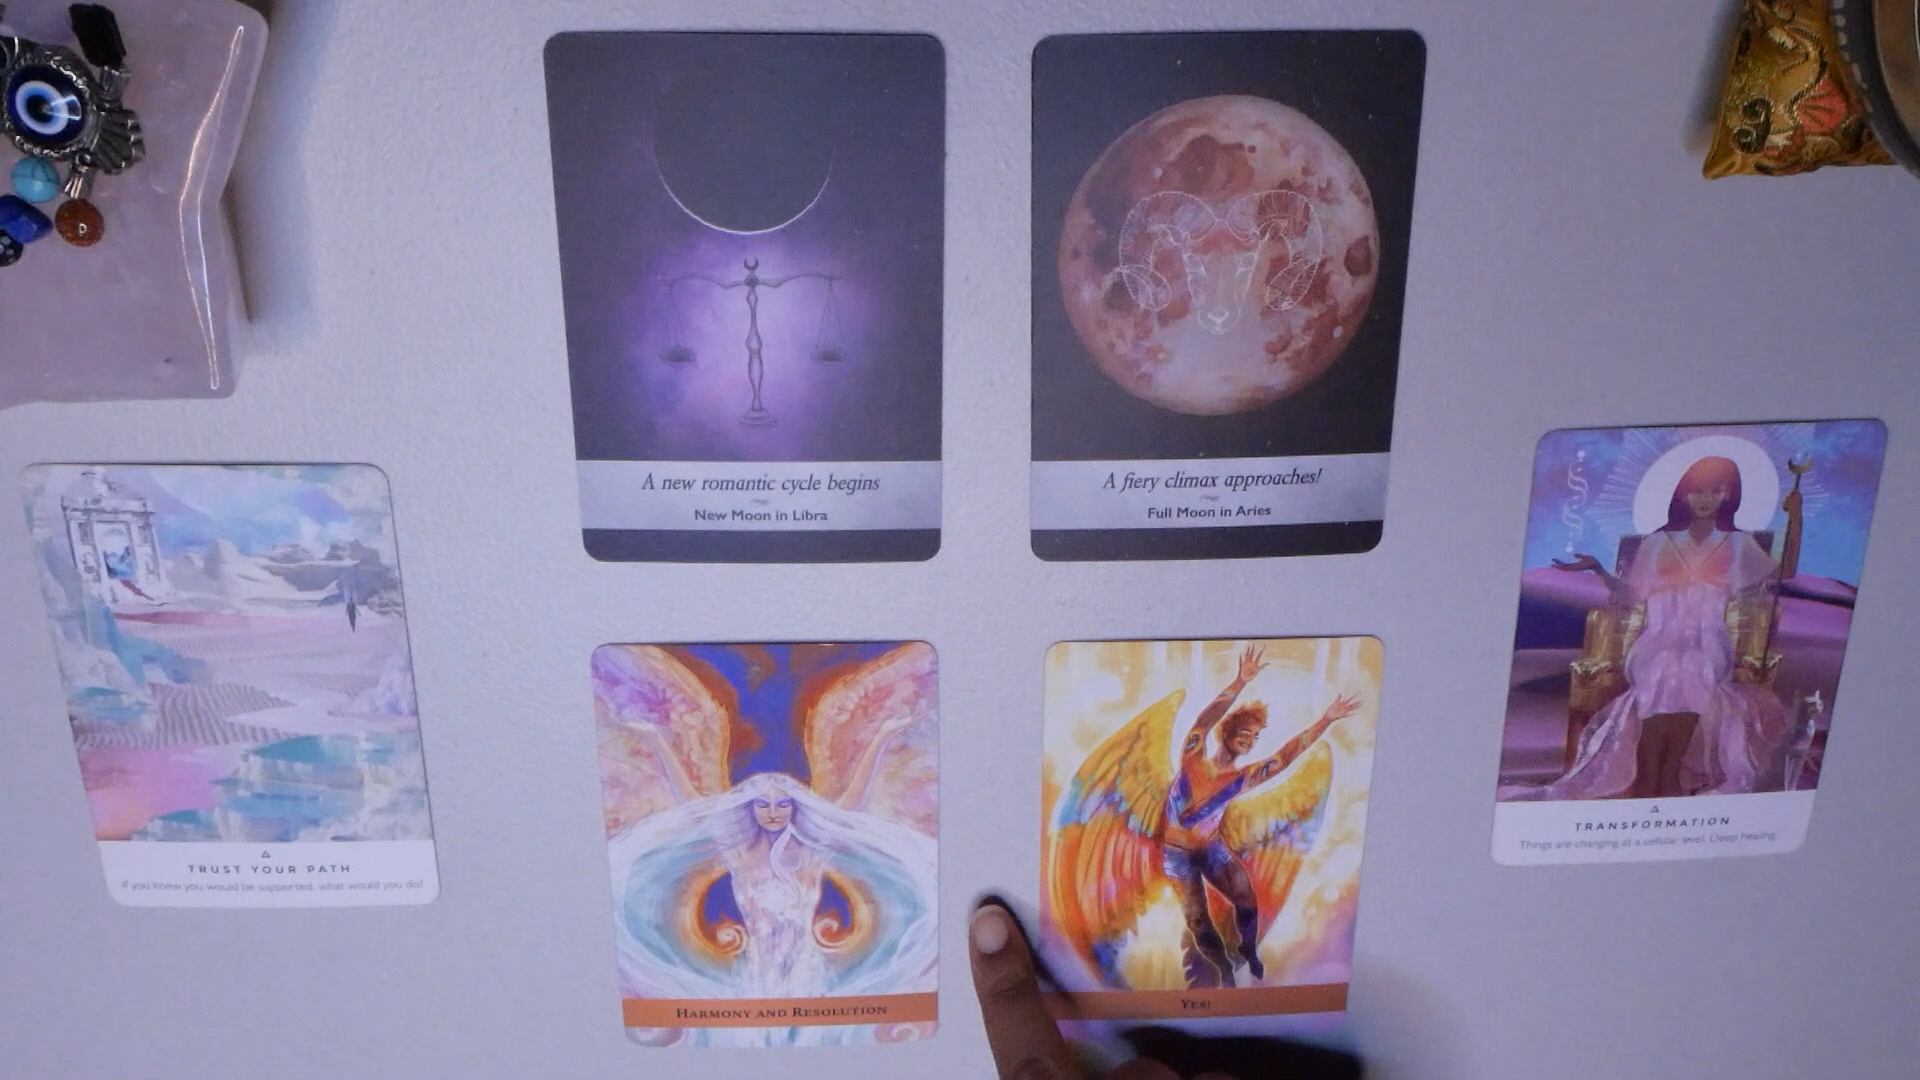 A new romantic cycle begins
New Moon in Libra
A fiery climax approaches!
Full Moon in Aries
TRUST YOUR PATH
If you knew you would be supported, what would you do?
HARMONY AND RESOLUTION
YES!
TRANSFORMATION
Things are changing at a cellular level. Deep healing.